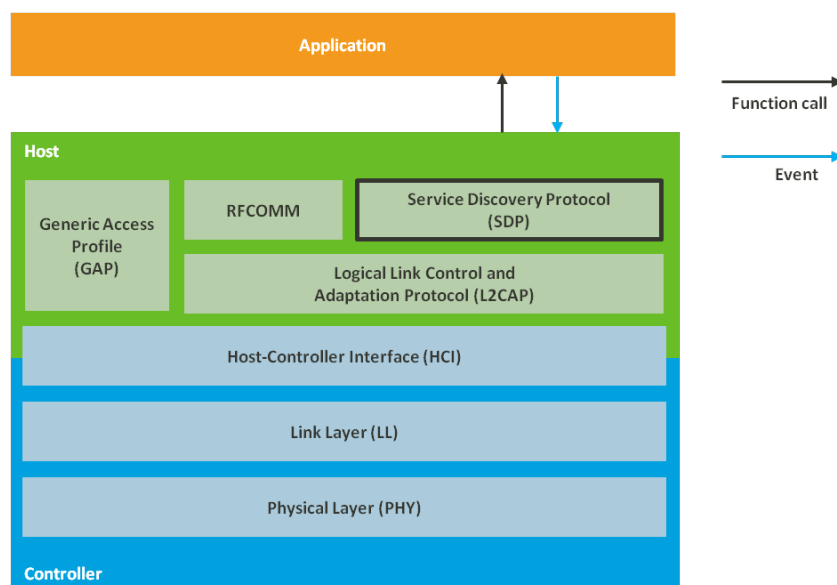 Application
Function call
Event
Host
Generic Access
Profile
(GAP)
RFCOMM
Service Discovery Protocol
(SDP)
Logical Link Control and
Adaptation Protocol (L2CAP)
Host-Controller Interface (HCI)
Link Layer (LL)
Physical Layer (PHY)
Controller